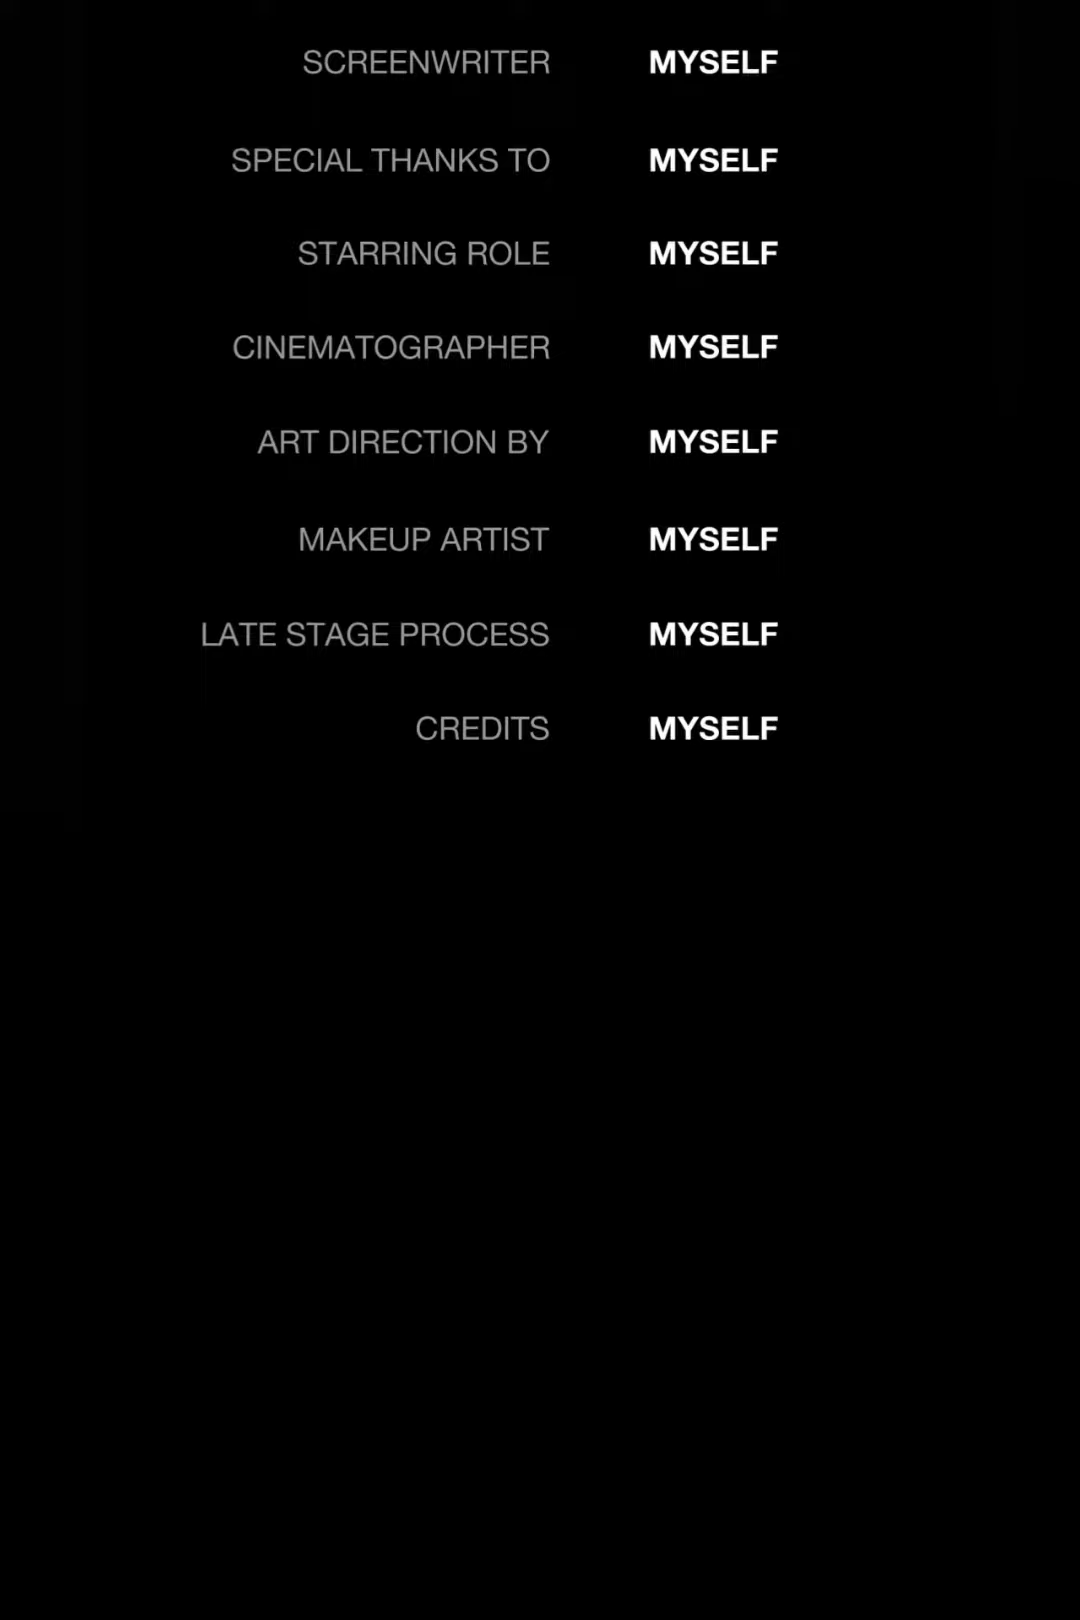 SCREENWRITER MYSELF
SPECIAL THANKS TO MYSELF
STARRING ROLE MYSELF
CINEMATOGRAPHER MYSELF
ART DIRECTION BY MYSELF
MAKEUP ARTIST MYSELF
LATE STAGE PROCESS MYSELF
CREDITS MYSELF